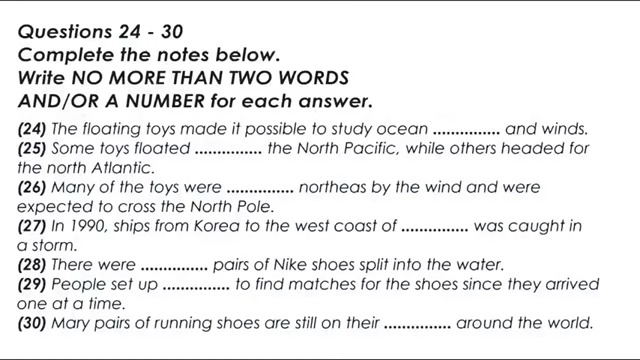 Questions 24 - 30
Complete the notes below.
Write NO MORE THAN TWO WORDS
AND/OR A NUMBER for each answer.
(24) The floating toys made it possible to study ocean ............... and winds.
(25) Some toys floated ............... the North Pacific, while others headed for
the north Atlantic.
(26) Many of the toys were ............... northeas by the wind and were
expected to cross the North Pole.
(27) In 1990, ships from Korea to the west coast of ............... was caught in
a storm.
(28) There were ............... pairs of Nike shoes split into the water.
(29) People set up ............... to find matches for the shoes since they arrived
one at a time.
(30) Mary pairs of running shoes are still on their ............... around the world.